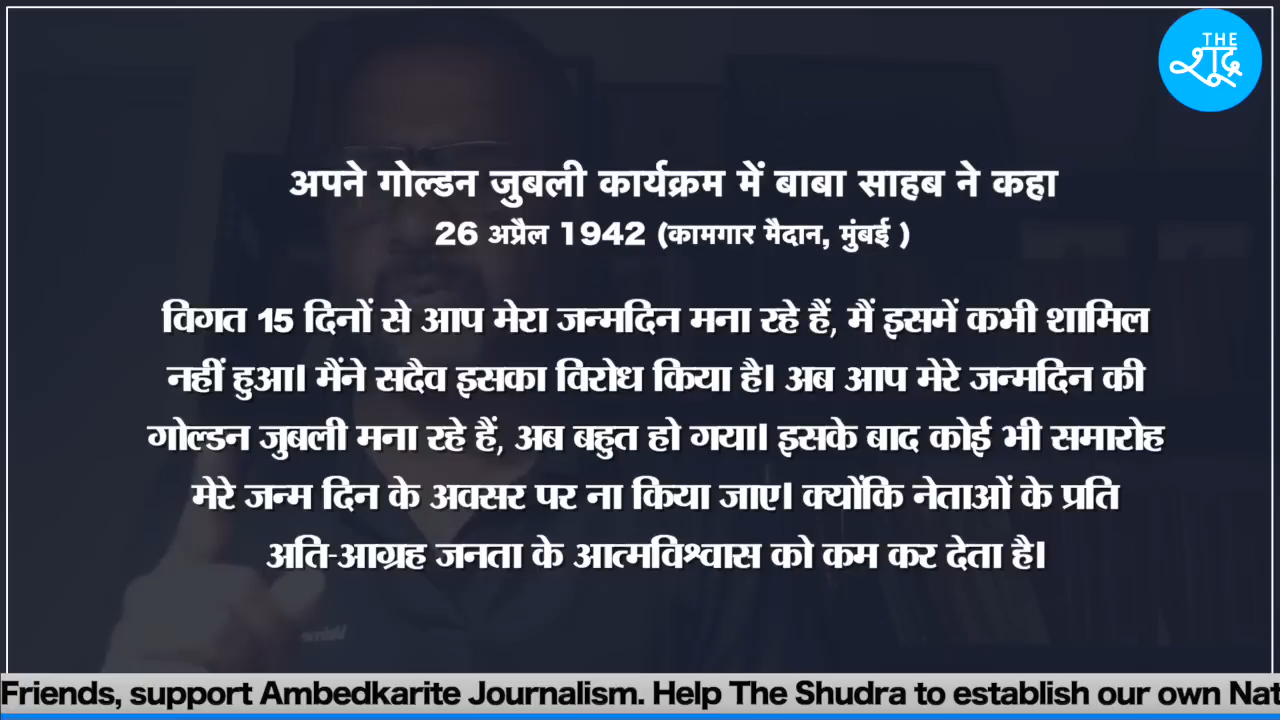 THE
शूद्र
अपने गोल्डन जुबली कार्यक्रम में बाबा साहब ने कहा
26 अप्रैल 1942 (कामगार मैदान, मुंबई )
विगत 15 दिनों से आप मेरा जन्मदिन मना रहे हैं, मैं इसमें कभी शामिल
नहीं हुआ। मैंने सदैव इसका विरोध किया है। अब आप मेरे जन्मदिन की
गोल्डन जुबली मना रहे हैं, अब बहुत हो गया। इसके बाद कोई भी समारोह
मेरे जन्म दिन के अवसर पर ना किया जाए। क्योंकि नेताओं के प्रति
अति-आग्रह जनता के आत्मविश्वास को कम कर देता है।
Friends, support Ambedkarite Journalism. Help The Shudra to establish our own Nat